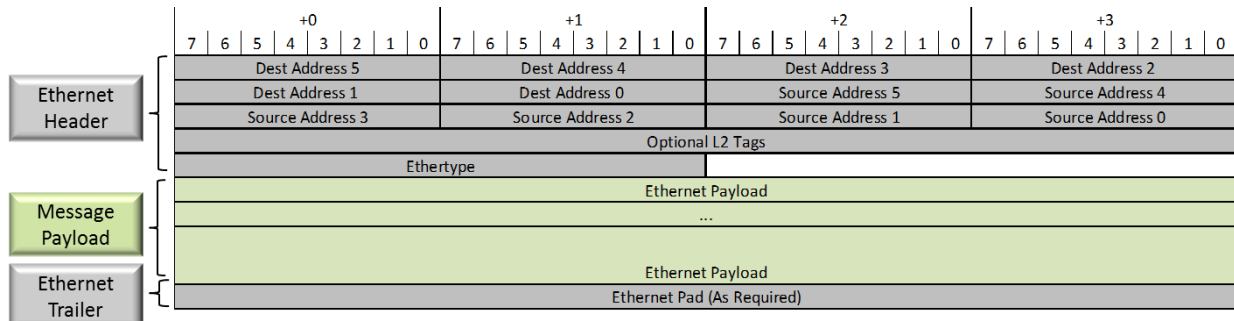 +0 +1 +2 +3
7 6 5 4 3 2 1 0 7 6 5 4 3 2 1 0 7 6 5 4 3 2 1 0 7 6 5 4 3 2 1 0
Ethernet
Header
Dest Address 5 Dest Address 4 Dest Address 3 Dest Address 2
Dest Address 1 Dest Address 0 Source Address 5 Source Address 4
Source Address 3 Source Address 2 Source Address 1 Source Address 0
Optional L2 Tags
Ethertype
Message
Payload
Ethernet Payload
...
Ethernet Payload
Ethernet
Trailer
Ethernet Pad (As Required)